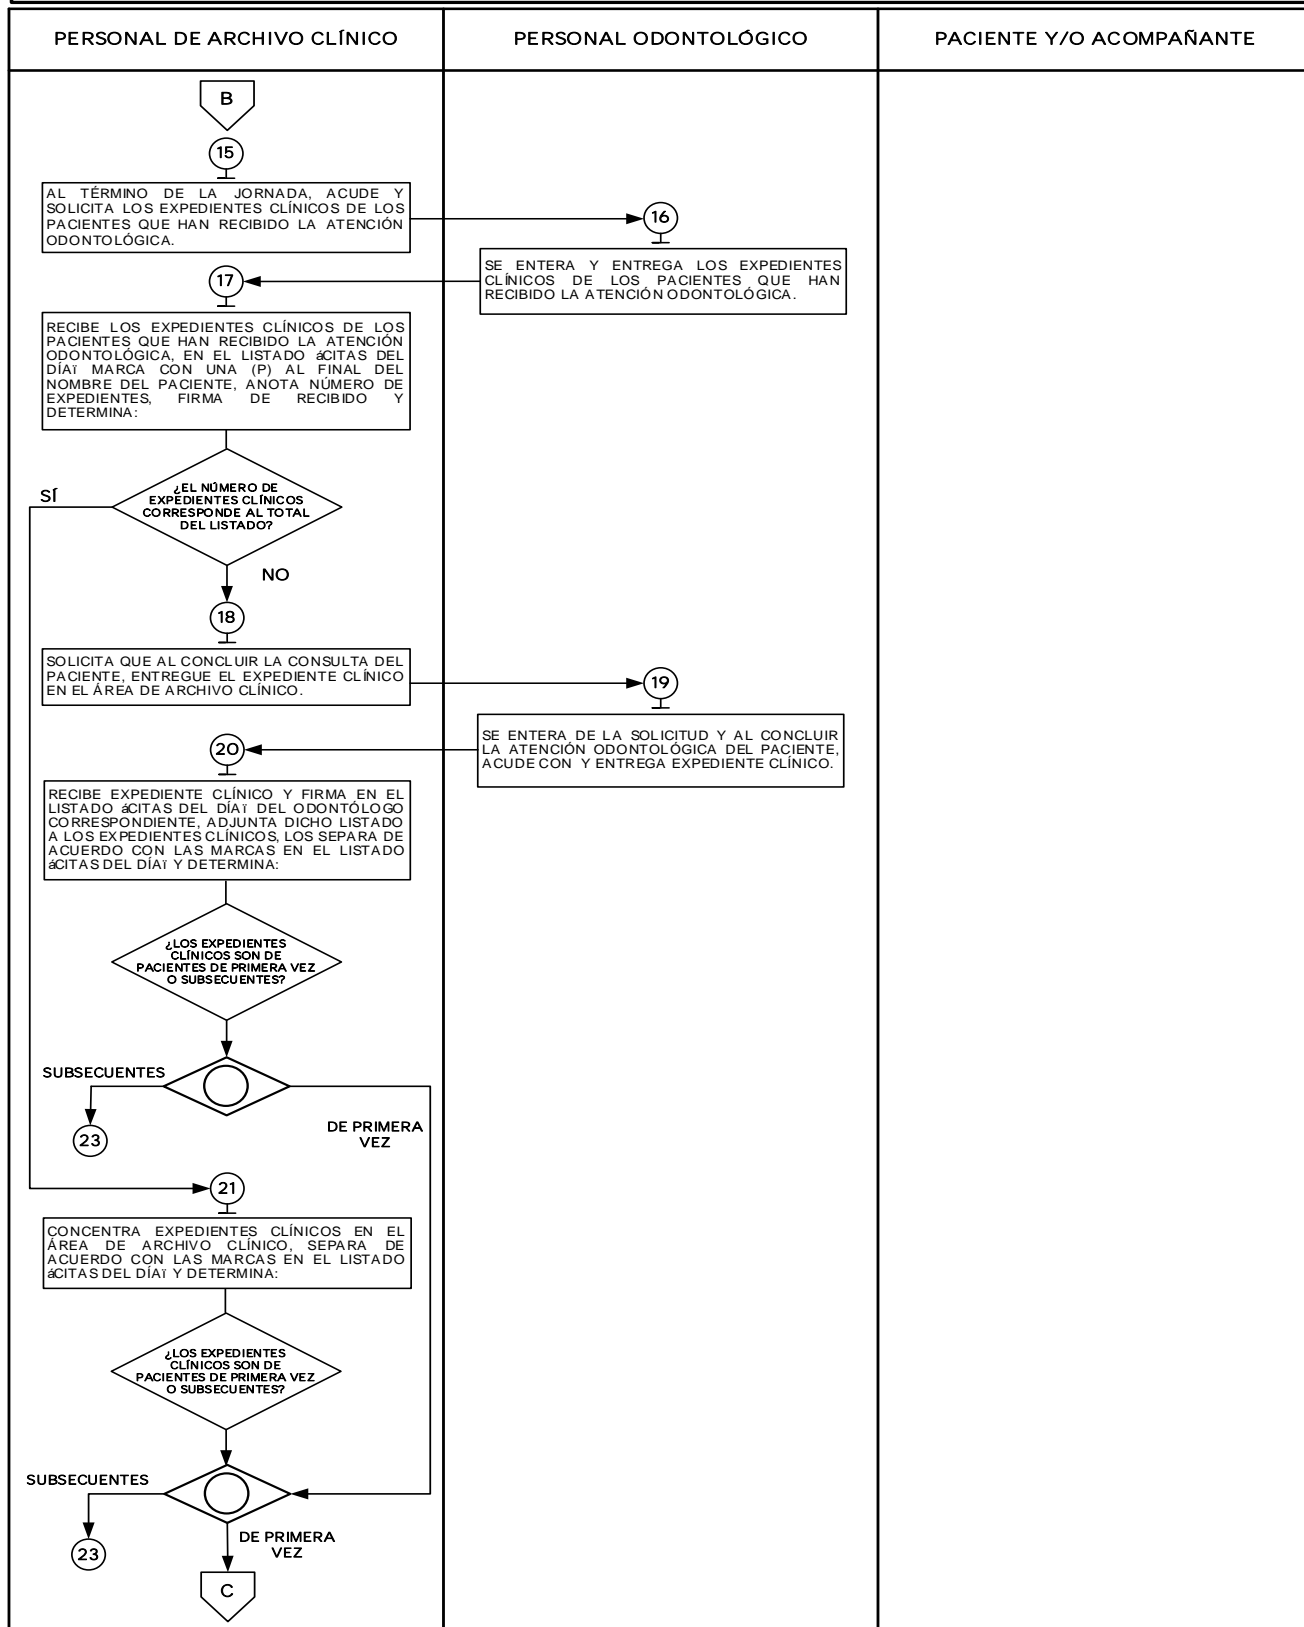 PERSONAL DE ARCHIVO CLÍNICO
PERSONAL ODONTOLÓGICO
PACIENTE Y/O ACOMPAÑANTE
B
15
AL TÉRMINO DE LA JORNADA, ACUDE Y
SOLICITA LOS EXPEDIENTES CLÍNICOS DE LOS
PACIENTES QUE HAN RECIBIDO LA ATENCIÓN
ODONTOLÓGICA.
16
SE ENTERA Y ENTREGA LOS EXPEDIENTES
CLÍNICOS DE LOS PACIENTES QUE HAN
RECIBIDO LA ATENCIÓN ODONTOLÓGICA.
17
RECIBE LOS EXPEDIENTES CLÍNICOS DE LOS
PACIENTES QUE HAN RECIBIDO LA ATENCIÓN
ODONTOLÓGICA, EN EL LISTADO áCITAS DEL
DÍAï MARCA CON UNA (P) AL FINAL DEL
NOMBRE DEL PACIENTE, ANOTA NÚMERO DE
EXPEDIENTES, FIRMA DE RECIBIDO Y
DETERMINA:
¿EL NÚMERO DE
EXPEDIENTES CLÍNICOS
CORRESPONDE AL TOTAL
DEL LISTADO?
SÍ
NO
18
SOLICITA QUE AL CONCLUIR LA CONSULTA DEL
PACIENTE, ENTREGUE EL EXPEDIENTE CLÍNICO
EN EL ÁREA DE ARCHIVO CLÍNICO.
19
SE ENTERA DE LA SOLICITUD Y AL CONCLUIR
LA ATENCIÓN ODONTOLÓGICA DEL PACIENTE,
ACUDE CON Y ENTREGA EXPEDIENTE CLÍNICO.
20
RECIBE EXPEDIENTE CLÍNICO Y FIRMA EN EL
LISTADO áCITAS DEL DÍAï DEL ODONTÓLOGO
CORRESPONDIENTE, ADJUNTA DICHO LISTADO
A LOS EXPEDIENTES CLÍNICOS, LOS SEPARA DE
ACUERDO CON LAS MARCAS EN EL LISTADO
áCITAS DEL DÍAï Y DETERMINA:
¿LOS EXPEDIENTES
CLÍNICOS SON DE
PACIENTES DE PRIMERA VEZ
O SUBSECUENTES?
SUBSECUENTES
23
DE PRIMERA
VEZ
21
CONCENTRA EXPEDIENTES CLÍNICOS EN EL
ÁREA DE ARCHIVO CLÍNICO, SEPARA DE
ACUERDO CON LAS MARCAS EN EL LISTADO
áCITAS DEL DÍAï Y DETERMINA:
¿LOS EXPEDIENTES
CLÍNICOS SON DE
PACIENTES DE PRIMERA VEZ
O SUBSECUENTES?
SUBSECUENTES
23
DE PRIMERA
VEZ
C